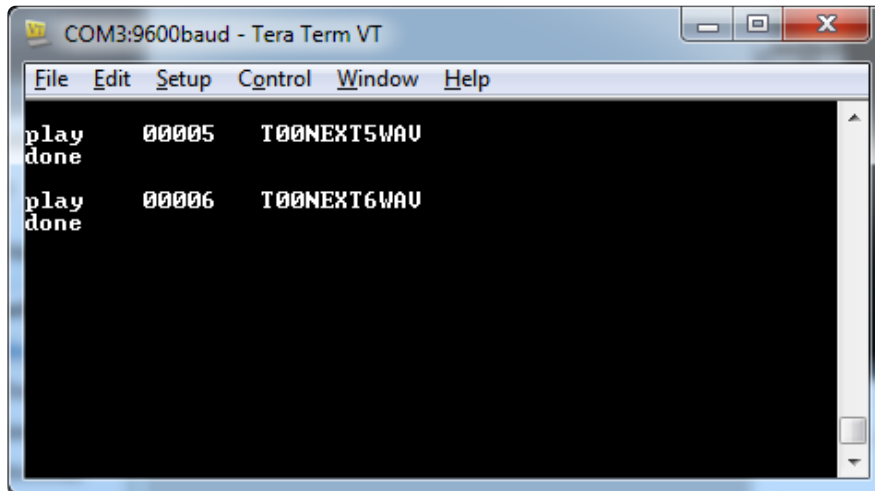 COM3:9600baud - Tera Term VT
File Edit Setup Control Window Help
play 00005 T00NEXT5WAV
done
play 00006 T00NEXT6WAV
done